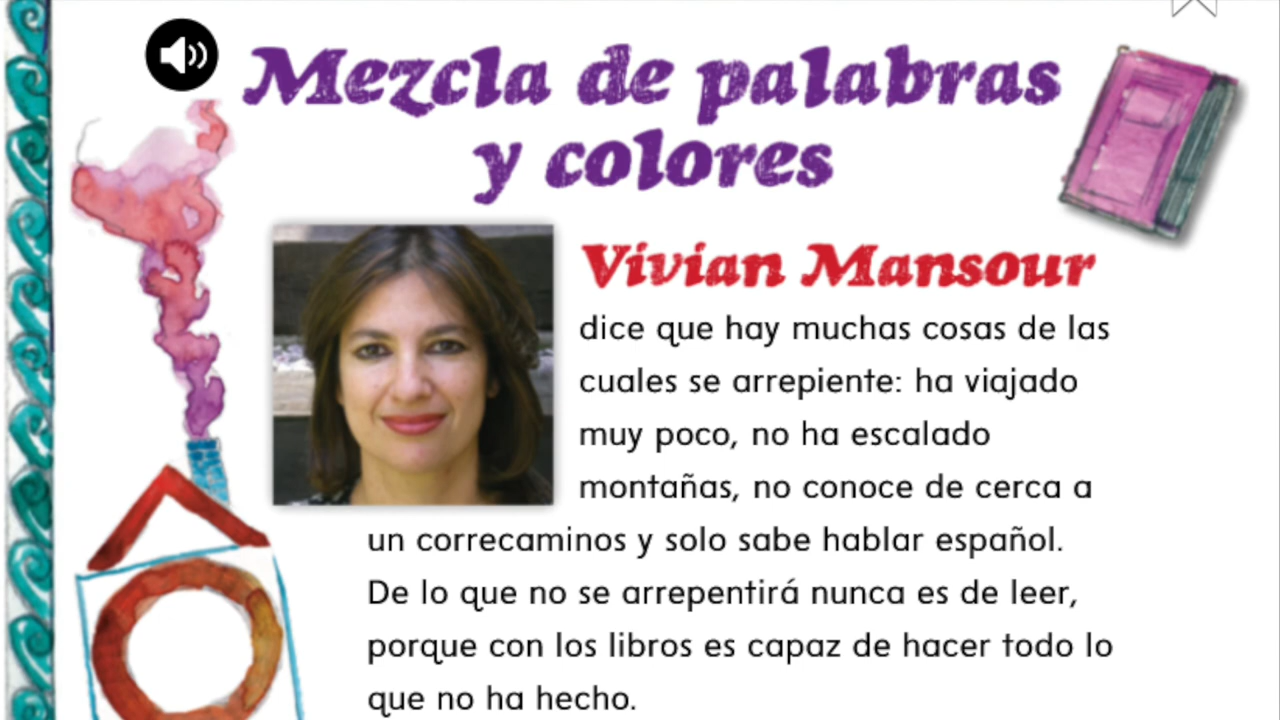 Mezcla de palabras
y colores
Vivian Mansour
dice que hay muchas cosas de las
cuales se arrepiente: ha viajado
muy poco, no ha escalado
montañas, no conoce de cerca a
un correcaminos y solo sabe hablar español.
De lo que no se arrepentirá nunca es de leer,
porque con los libros es capaz de hacer todo lo
que no ha hecho.